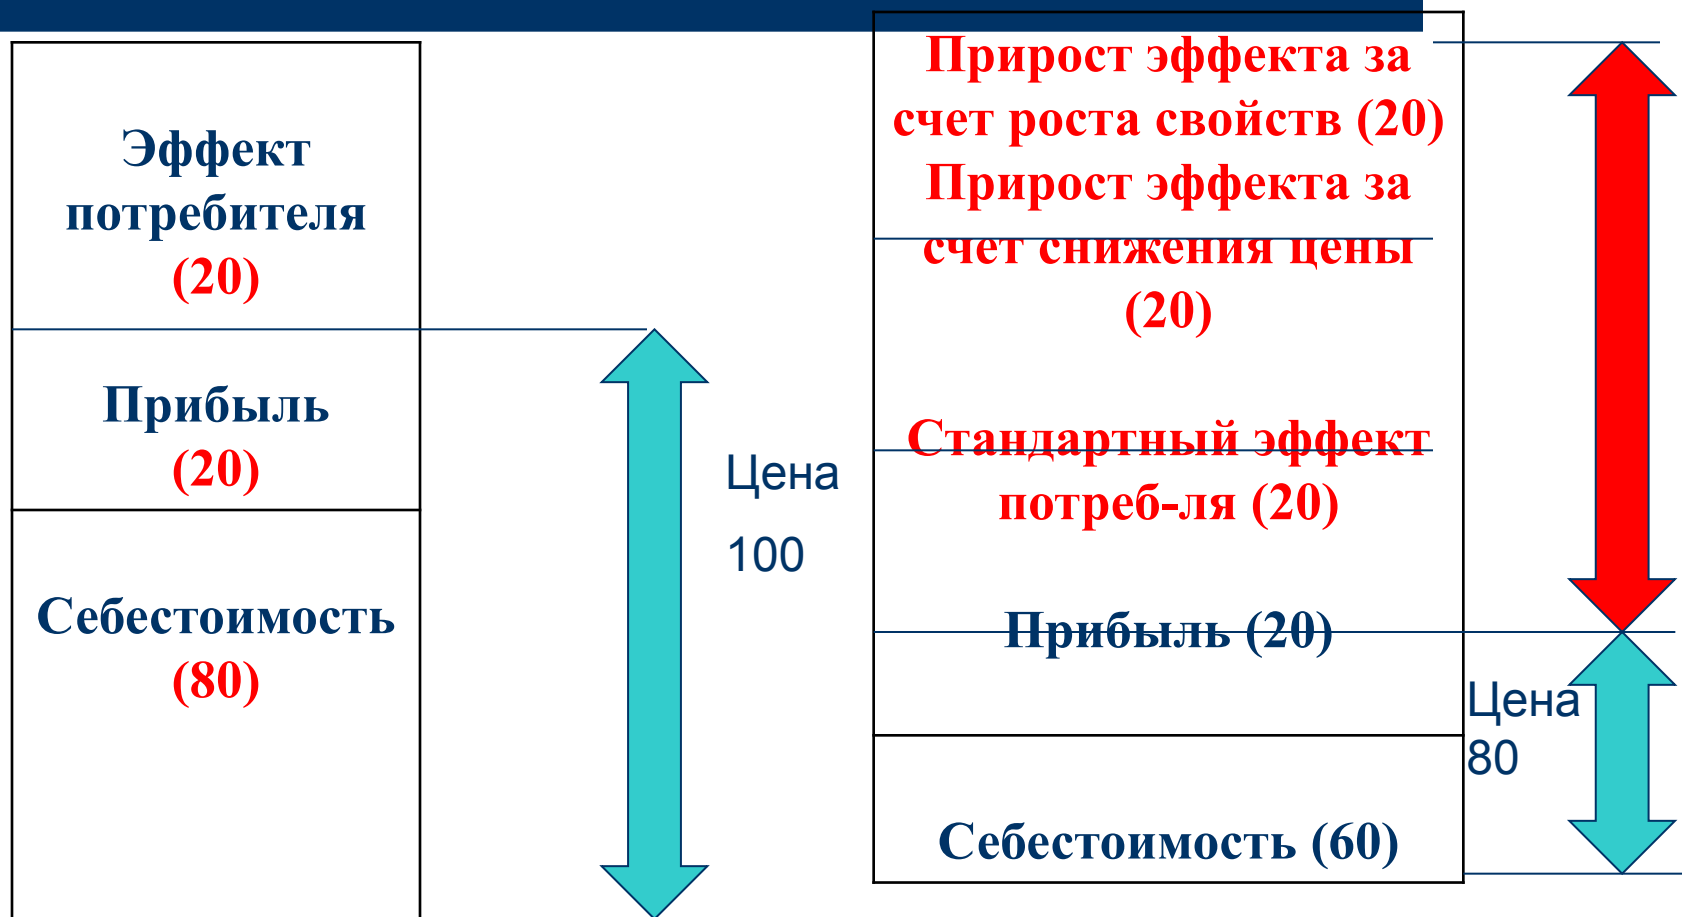 Эффект
потребителя
(20)
Прибыль
(20)
Себестоимость
(80)
Цена
100
Прирост эффекта за
счет роста свойств (20)
Прирост эффекта за
счет снижения цены
(20)
Стандартный эффект
потреб-ля (20)
Прибыль (20)
Себестоимость (60)
Цена
80